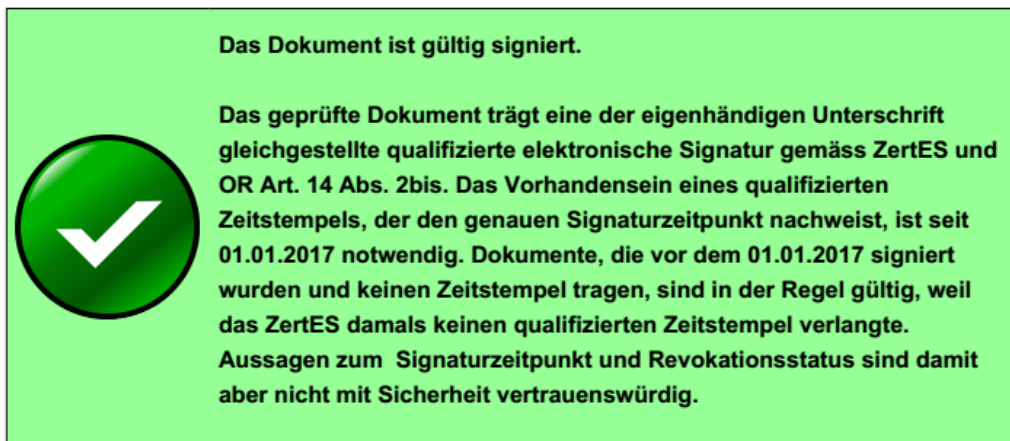 Das Dokument ist gültig signiert.
Das geprüfte Dokument trägt eine der eigenhändigen Unterschrift
gleichgestellte qualifizierte elektronische Signatur gemäss ZertES und
OR Art. 14 Abs. 2bis. Das Vorhandensein eines qualifizierten
Zeitstempels, der den genauen Signaturzeitpunkt nachweist, ist seit
01.01.2017 notwendig. Dokumente, die vor dem 01.01.2017 signiert
wurden und keinen Zeitstempel tragen, sind in der Regel gültig, weil
das ZertES damals keinen qualifizierten Zeitstempel verlangte.
Aussagen zum  Signaturzeitpunkt und Revokationsstatus sind damit
aber nicht mit Sicherheit vertrauenswürdig.